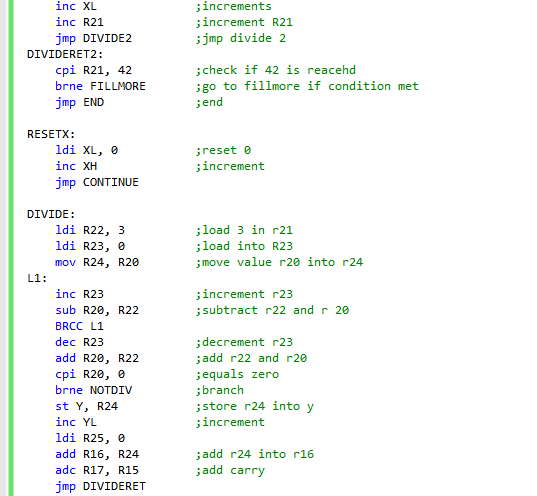 inc XL ;increments
inc R21 ;increment R21
jmp DIVIDE2 ;jmp divide 2
DIVIDERET2:
cpi R21, 42 ;check if 42 is reacehd
brne FILLMORE ;go to fillmore if condition met
jmp END ;end
RESETX:
ldi XL, 0 ;reset 0
inc XH ;increment
jmp CONTINUE
DIVIDE:
ldi R22, 3 ;load 3 in r21
ldi R23, 0 ;load into R23
mov R24, R20 ;move value r20 into r24
L1:
inc R23 ;increment r23
sub R20, R22 ;subtract r22 and r 20
BRCC L1
dec R23 ;decrement r23
add R20, R22 ;add r22 and r20
cpi R20, 0 ;equals zero
brne NOTDIV ;branch
st Y, R24 ;store r24 into y
inc YL ;increment
ldi R25, 0
add R16, R24 ;add r24 into r16
adc R17, R15 ;add carry
jmp DIVIDERET